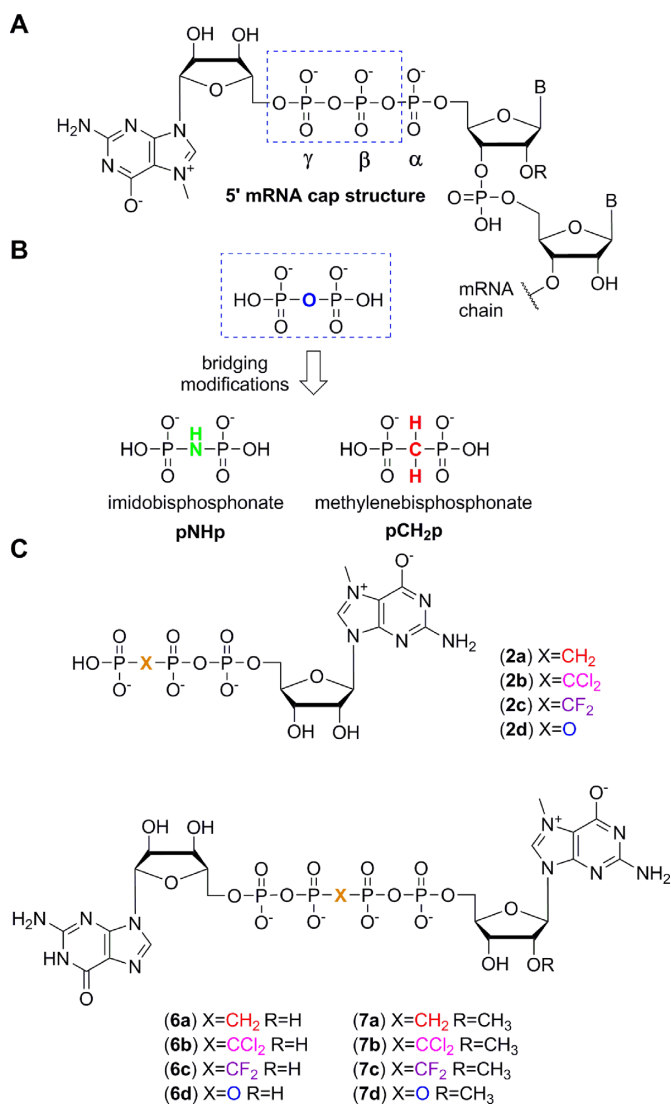 A
OH OH
O
O⁻ O⁻ O⁻
O-P-O-P-O-P-O
O O O
γ β α
H₂N N N
N N⁺
O⁻
O B
O OR
5' mRNA cap structure
O=P-O
OH
O B
O OH
mRNA
chain
B
O⁻ O⁻
HO-P-O-P-OH
O O
bridging
modifications
O⁻ H O⁻
HO-P-N-P-OH
O O
O⁻ H O⁻
HO-P-C-P-OH
O H O
imidobisphosphonate methylenebisphosphonate
pNHp pCH₂p
C
O⁻
N⁺ N
N N NH₂
O O O
HO-P-X-P-O-P-O
O⁻ O⁻ O⁻
O
OH OH
(2a) X=CH₂
(2b) X=CCl₂
(2c) X=CF₂
(2d) X=O
OH OH
O
O O O O
O-P-O-P-X-P-O-P-O
O⁻ O⁻ O⁻ O⁻
H₂N N N
HN N
O
O⁻
N⁺ N
N N NH₂
O
OH OR
(6a) X=CH₂ R=H (7a) X=CH₂ R=CH₃
(6b) X=CCl₂ R=H (7b) X=CCl₂ R=CH₃
(6c) X=CF₂ R=H (7c) X=CF₂ R=CH₃
(6d) X=O R=H (7d) X=O R=CH₃